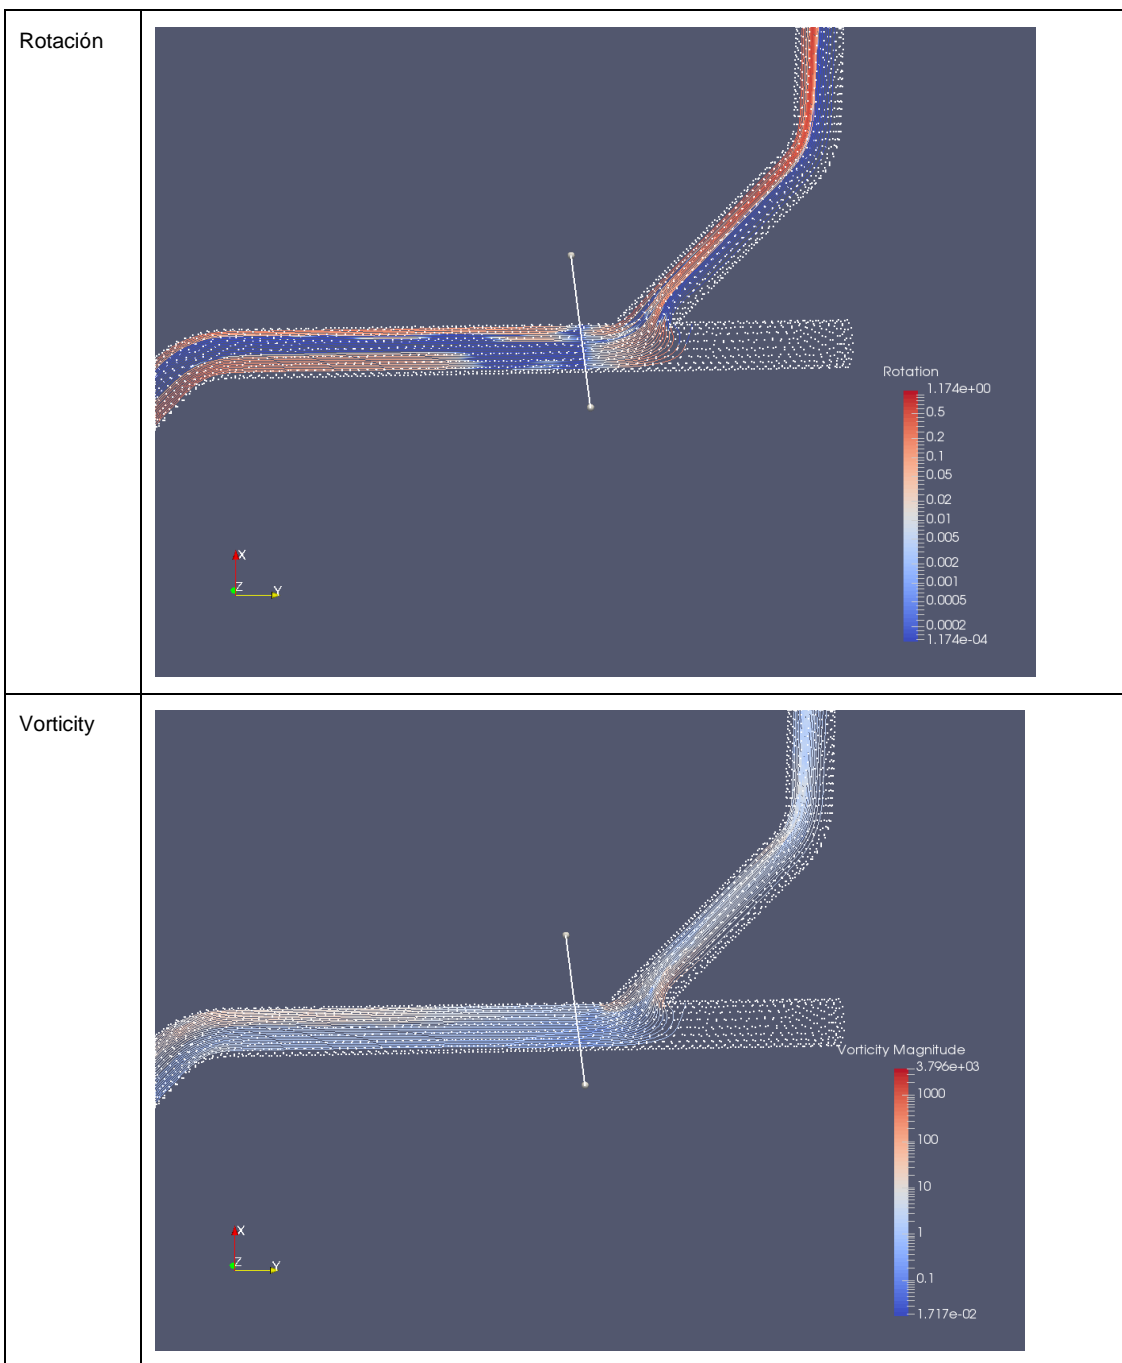 Rotación
Rotation
1.174e+00
0.5
0.2
0.1
0.05
0.02
0.01
0.005
0.002
0.001
0.0005
0.0002
1.174e-04
X
Z
Y
Vorticity
Vorticity Magnitude
3.796e+03
1000
100
10
1
0.1
1.717e-02
X
Z
Y